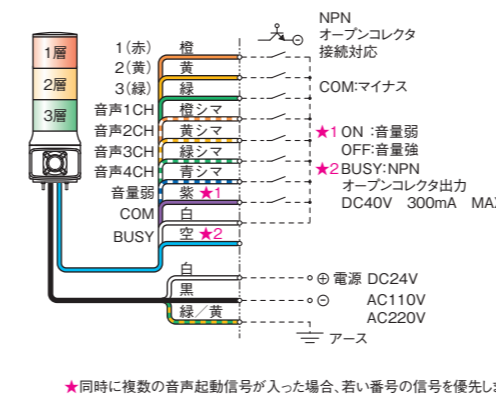 NPN
オープンコレクタ
接続対応
COM:マイナス
1層
2層
3層
1(赤) 橙
2(黄) 黄
3(緑) 緑
音声1CH 橙シマ
音声2CH 黄シマ
音声3CH 緑シマ
音声4CH 青シマ
音量弱 紫 ★1
COM 白
BUSY 空 ★2
★1 ON :音量弱
OFF:音量強
★2 BUSY:NPN
オープンコレクタ出力
DC40V 300mA MAX
白 ⊕ 電源 DC24V
黒 ⊖ AC110V
緑/黄 AC220V
アース
★同時に複数の音声起動信号が入った場合、若い番号の信号を優先しま